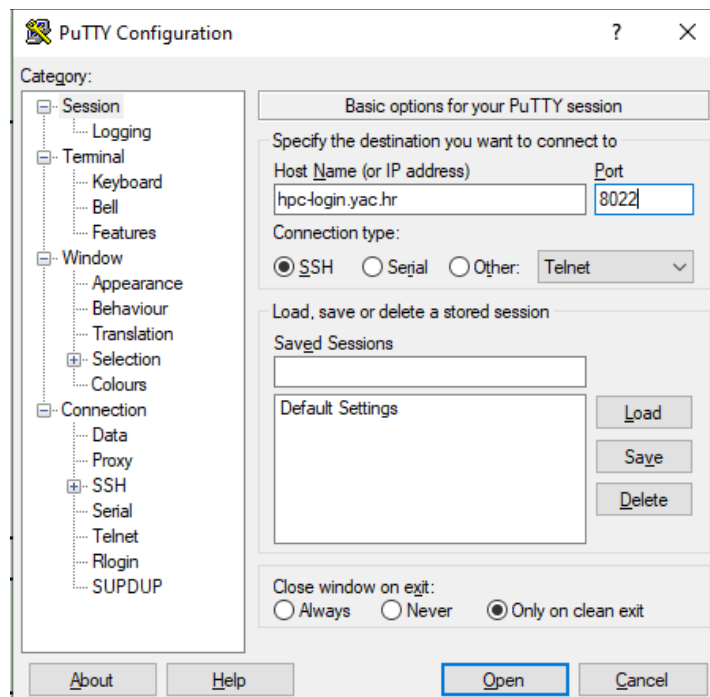 PuTTY Configuration
? X
Category:
Session
Logging
Terminal
Keyboard
Bell
Features
Window
Appearance
Behaviour
Translation
Selection
Colours
Connection
Data
Proxy
SSH
Serial
Telnet
Rlogin
SUPDUP
Basic options for your PuTTY session
Specify the destination you want to connect to
Host Name (or IP address) Port
hpc-login.yac.hr 8022
Connection type:
SSH Serial Other: Telnet
Load, save or delete a stored session
Saved Sessions
Default Settings
Load
Save
Delete
Close window on exit:
Always Never Only on clean exit
About Help Open Cancel